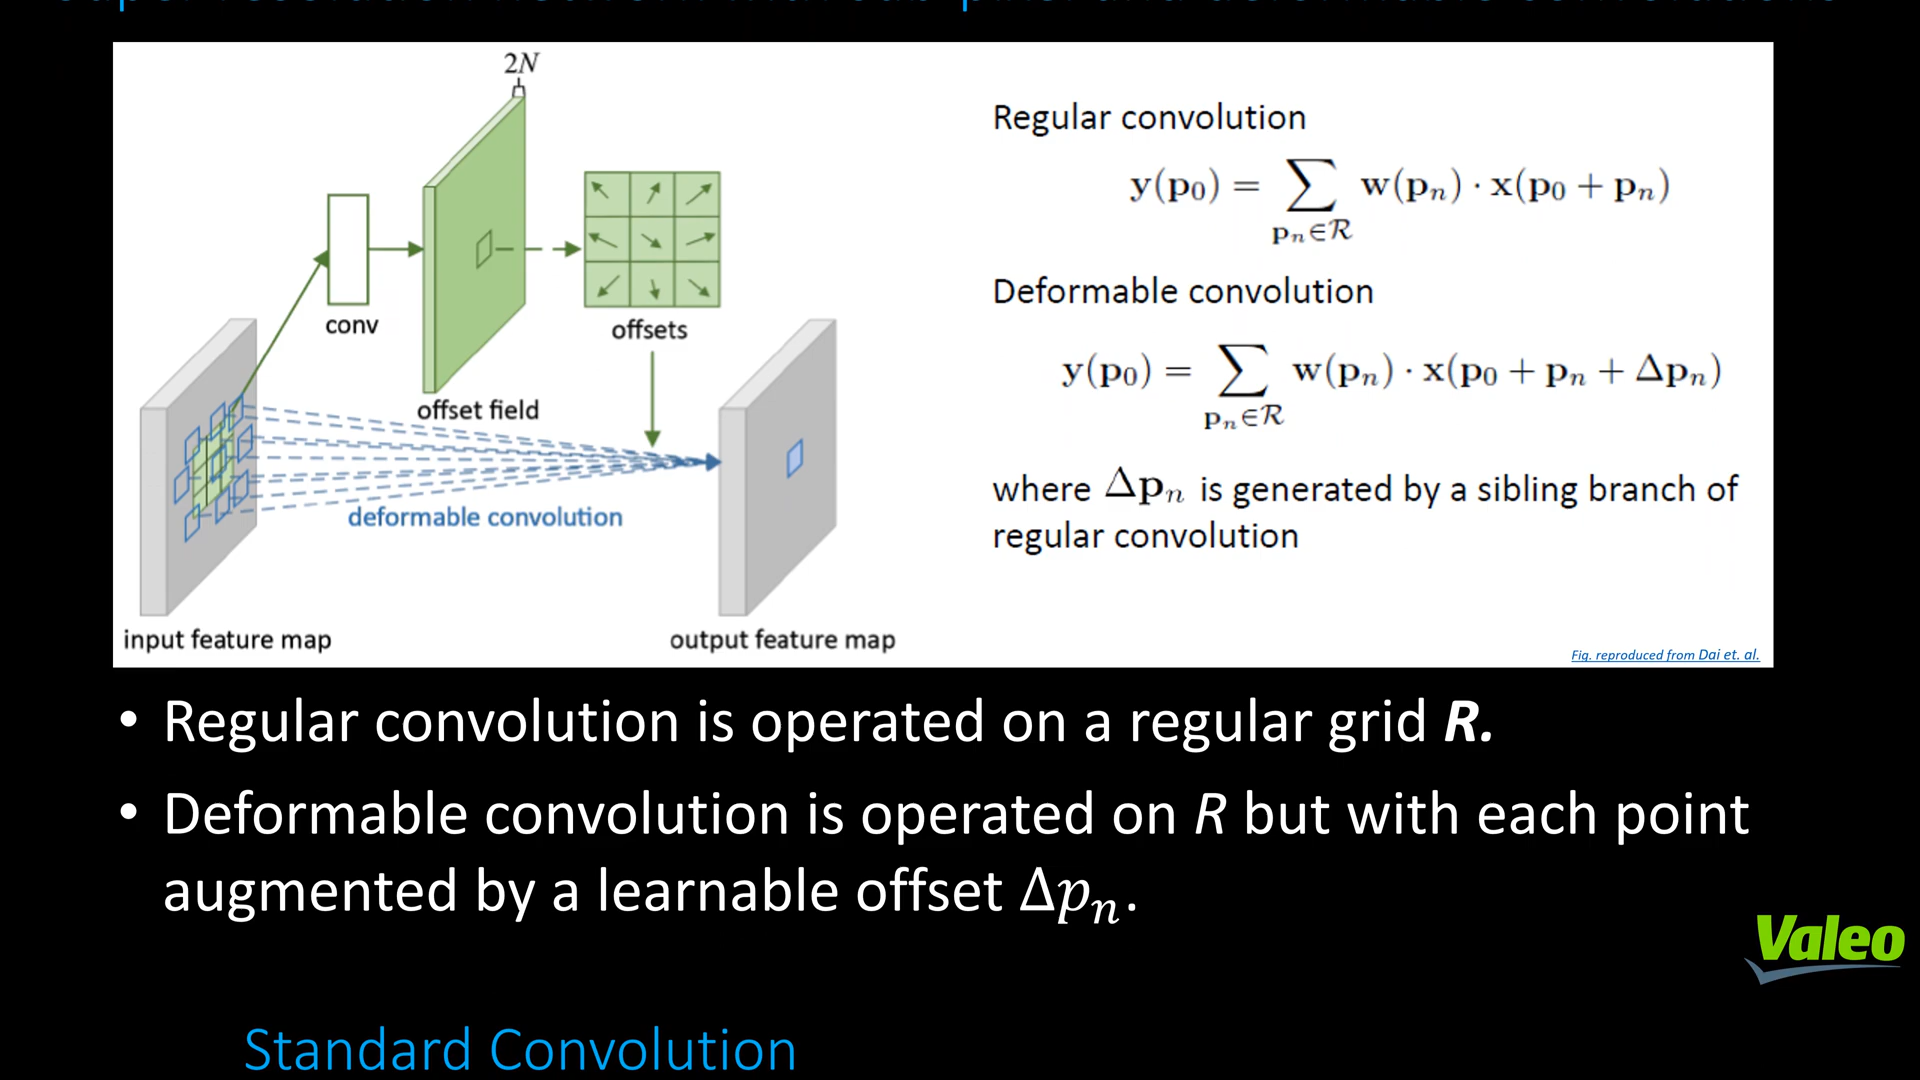 2N
conv
offset field
offsets
deformable convolution
input feature map
output feature map
Regular convolution
y(p₀) = ∑ w(pₙ) · x(p₀ + pₙ)
pₙ∈ℛ
Deformable convolution
y(p₀) = ∑ w(pₙ) · x(p₀ + pₙ + Δpₙ)
pₙ∈ℛ
where Δpₙ is generated by a sibling branch of
regular convolution
Fig. reproduced from Dai et. al.
• Regular convolution is operated on a regular grid R.
• Deformable convolution is operated on R but with each point
augmented by a learnable offset Δpₙ.
Valeo
Standard Convolution